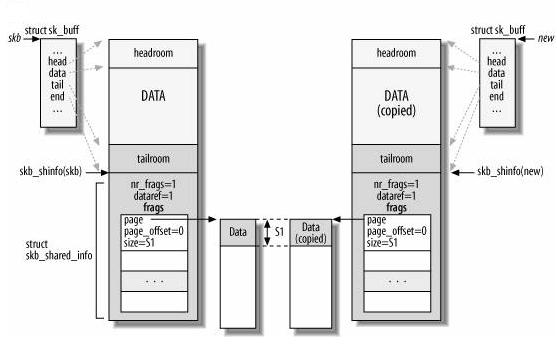 struct sk_buff
skb
...
head
data
tail
end
...
headroom
DATA
tailroom
skb_shinfo(skb)
nr_frags=1
dataref=1
frags
page
page_offset=0
size=S1
...
struct
skb_shared_info
Data
S1
Data
(copied)
headroom
DATA
(copied)
tailroom
nr_frags=1
dataref=1
frags
page
page_offset=0
size=S1
...
struct sk_buff
new
...
head
data
tail
end
...
skb_shinfo(new)